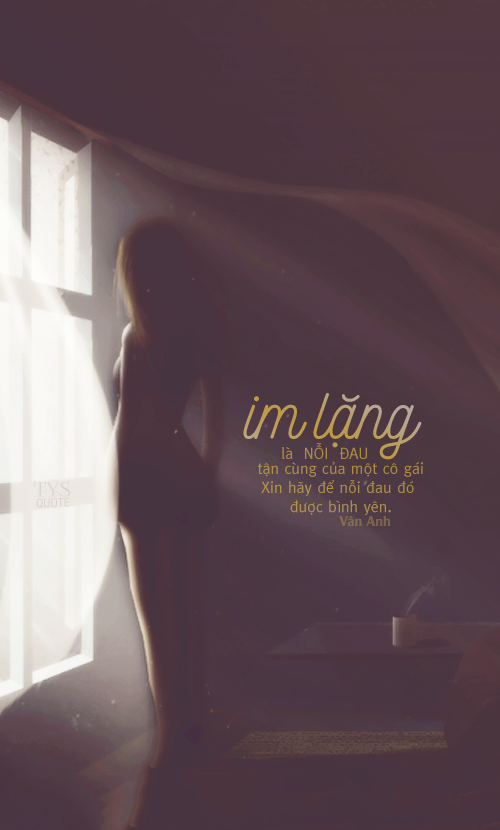 im lặng
là NỖI ĐAU
tận cùng của một cô gái
Xin hãy để nỗi đau đó
được bình yên.
Vân Anh
TYS
QUOTE